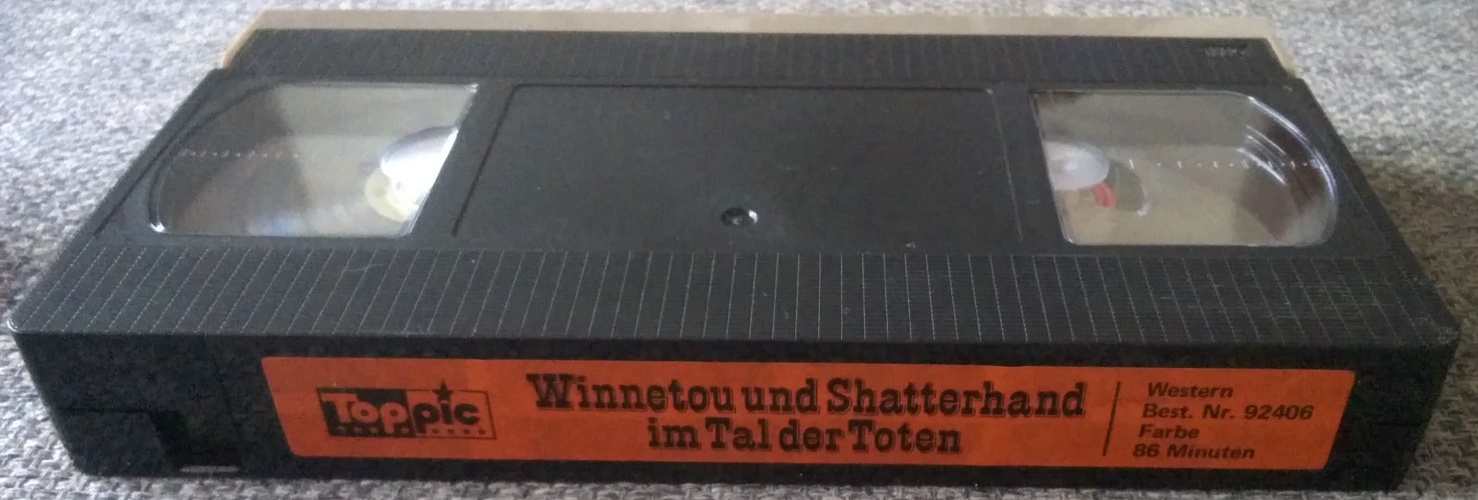 Toppic
Winnetou und Shatterhand
im Tal der Toten
Western
Best. Nr. 92406
Farbe
86 Minuten